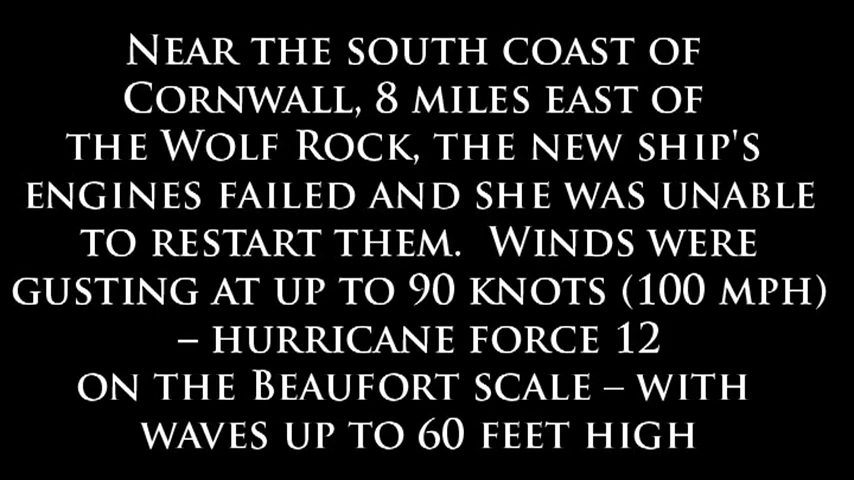 Near the south coast of
Cornwall, 8 miles east of
the Wolf Rock, the new ship's
engines failed and she was unable
to restart them.  Winds were
gusting at up to 90 knots (100 mph)
– hurricane force 12
on the Beaufort scale – with
waves up to 60 feet high